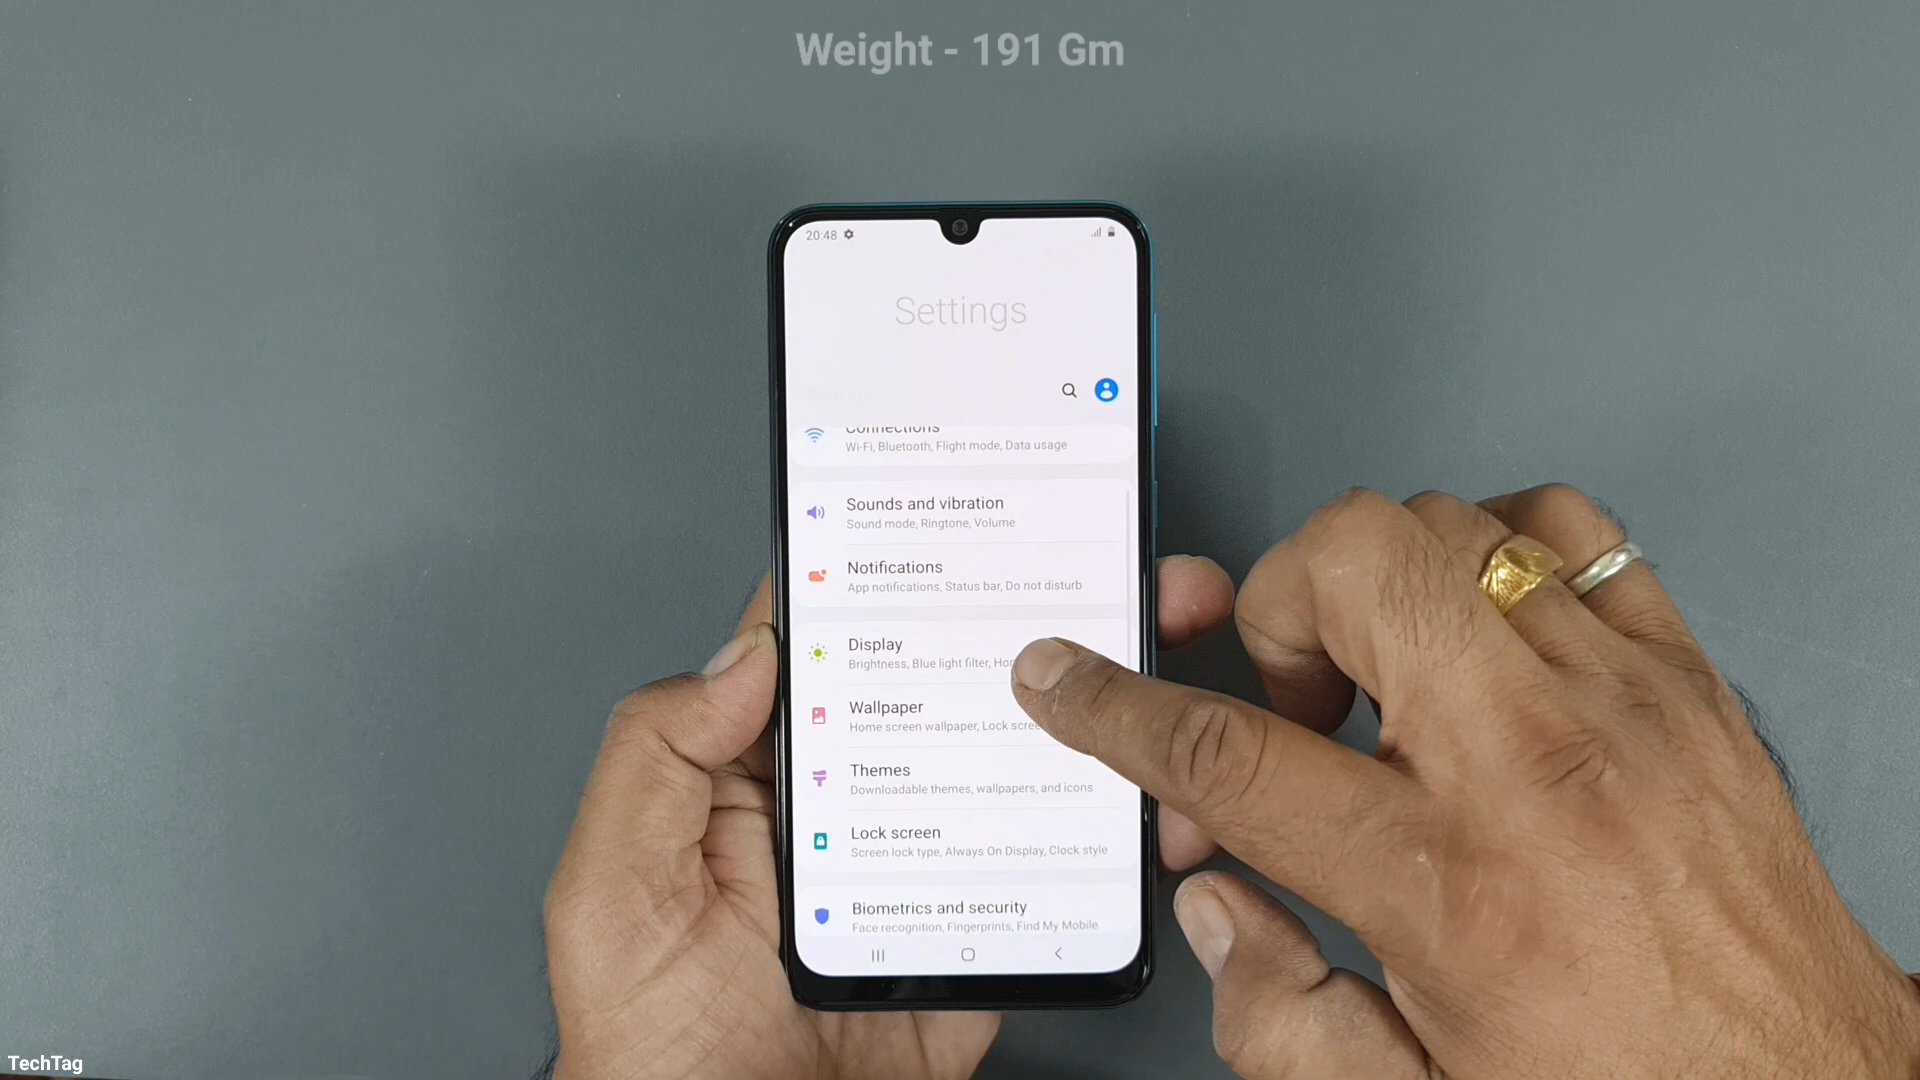 Weight - 191 Gm
20:48
Settings
Connections
Wi-Fi, Bluetooth, Flight mode, Data usage
Sounds and vibration
Sound mode, Ringtone, Volume
Notifications
App notifications, Status bar, Do not disturb
Display
Brightness, Blue light filter,
Wallpaper
Home screen wallpaper, Lock
Themes
Downloadable themes, wallpapers, and icons
Lock screen
Screen lock type, Always On Display, Clock style
Biometrics and security
Face recognition, Fingerprints, Find My Mobile
TechTag